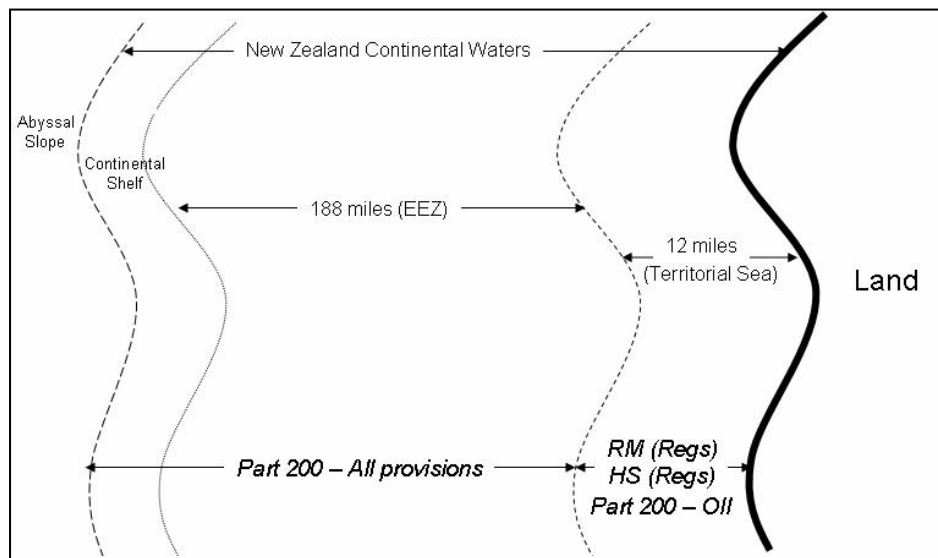 New Zealand Continental Waters
Abyssal
Slope
Continental
Shelf
188 miles (EEZ)
12 miles
(Territorial Sea)
Land
Part 200 – All provisions
RM (Regs)
HS (Regs)
Part 200 – Oil